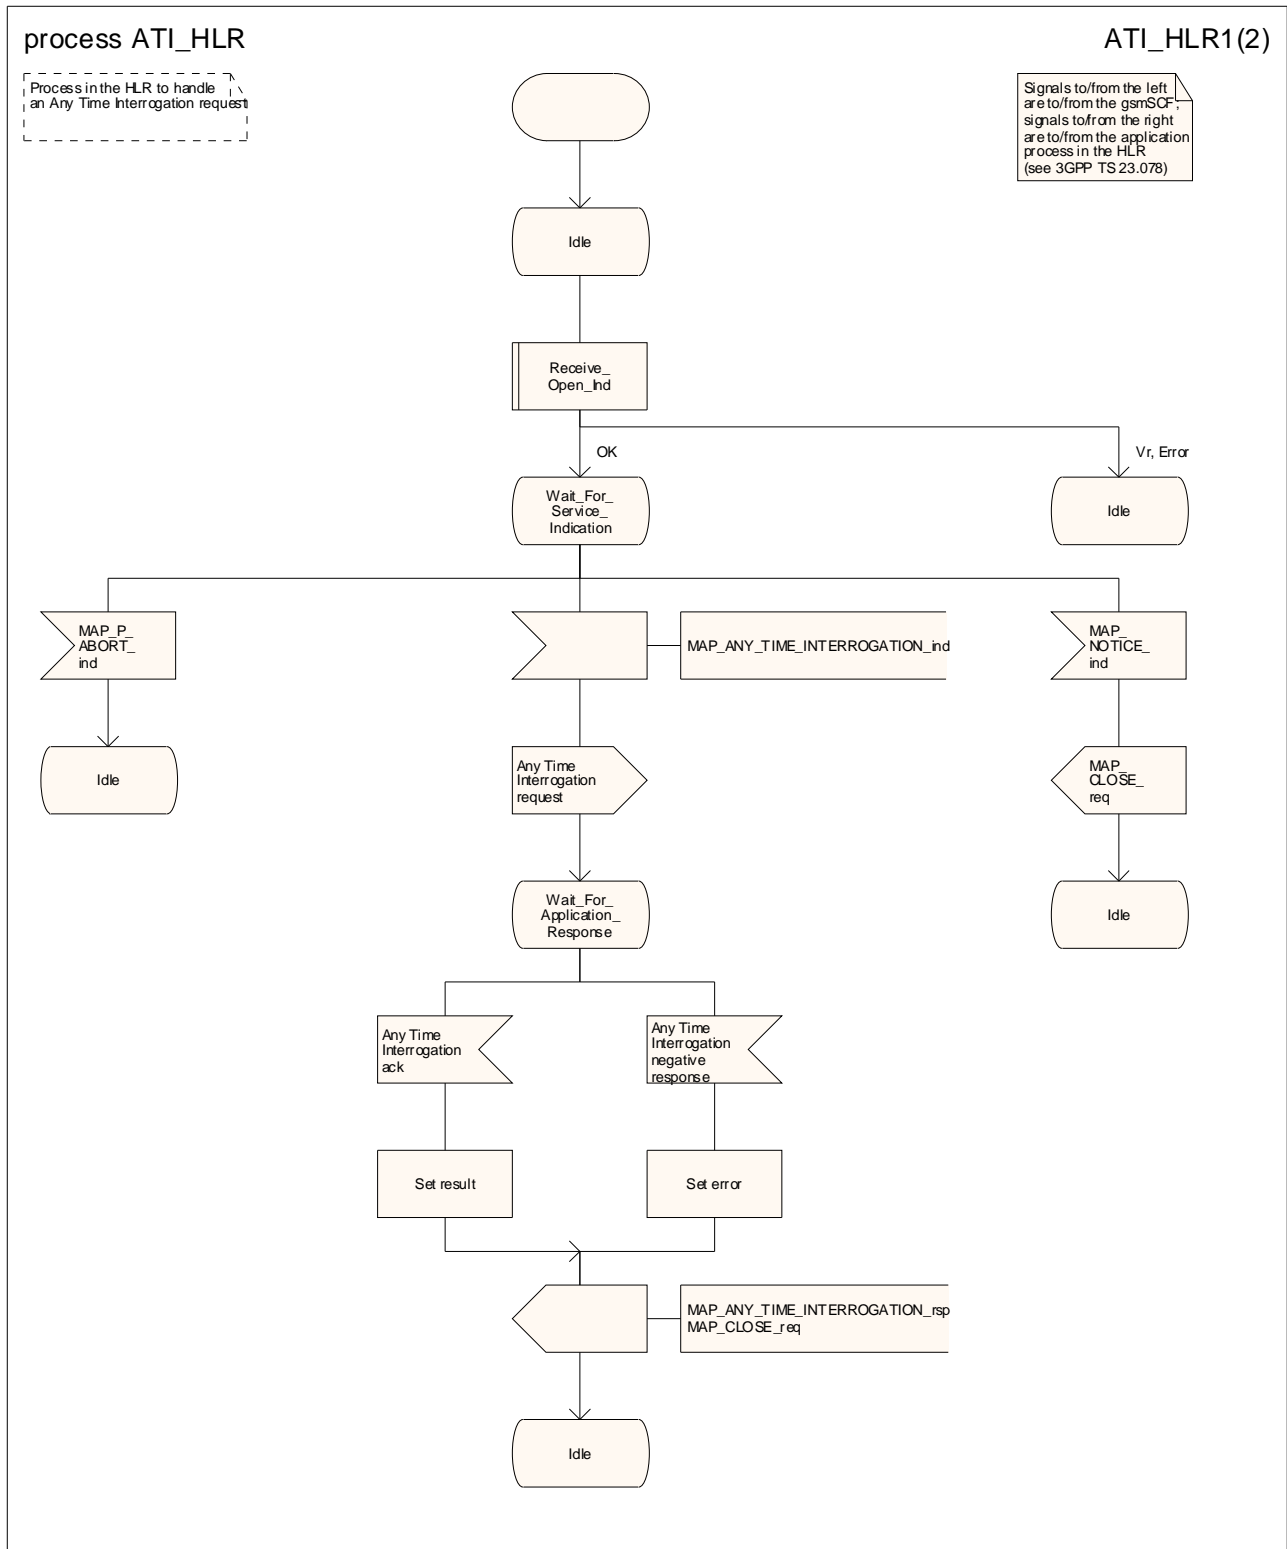 process ATI_HLR
ATI_HLR1(2)
Process in the HLR to handle
an Any Time Interrogation request
Signals to/from the left
are to/from the gsmSCF;
signals to/from the right
are to/from the application
process in the HLR
(see 3GPP TS 23.078)
Idle
Receive_
Open_Ind
OK
Vr, Error
Wait_For_
Service_
Indication
Idle
MAP_P_
ABORT_
ind
MAP_ANY_TIME_INTERROGATION_ind
MAP_
NOTICE_
ind
Idle
Any Time
Interrogation
request
MAP_
CLOSE_
req
Wait_For_
Application_
Response
Idle
Any Time
Interrogation
ack
Any Time
Interrogation
negative
response
Set result
Set error
MAP_ANY_TIME_INTERROGATION_rsp
MAP_CLOSE_req
Idle